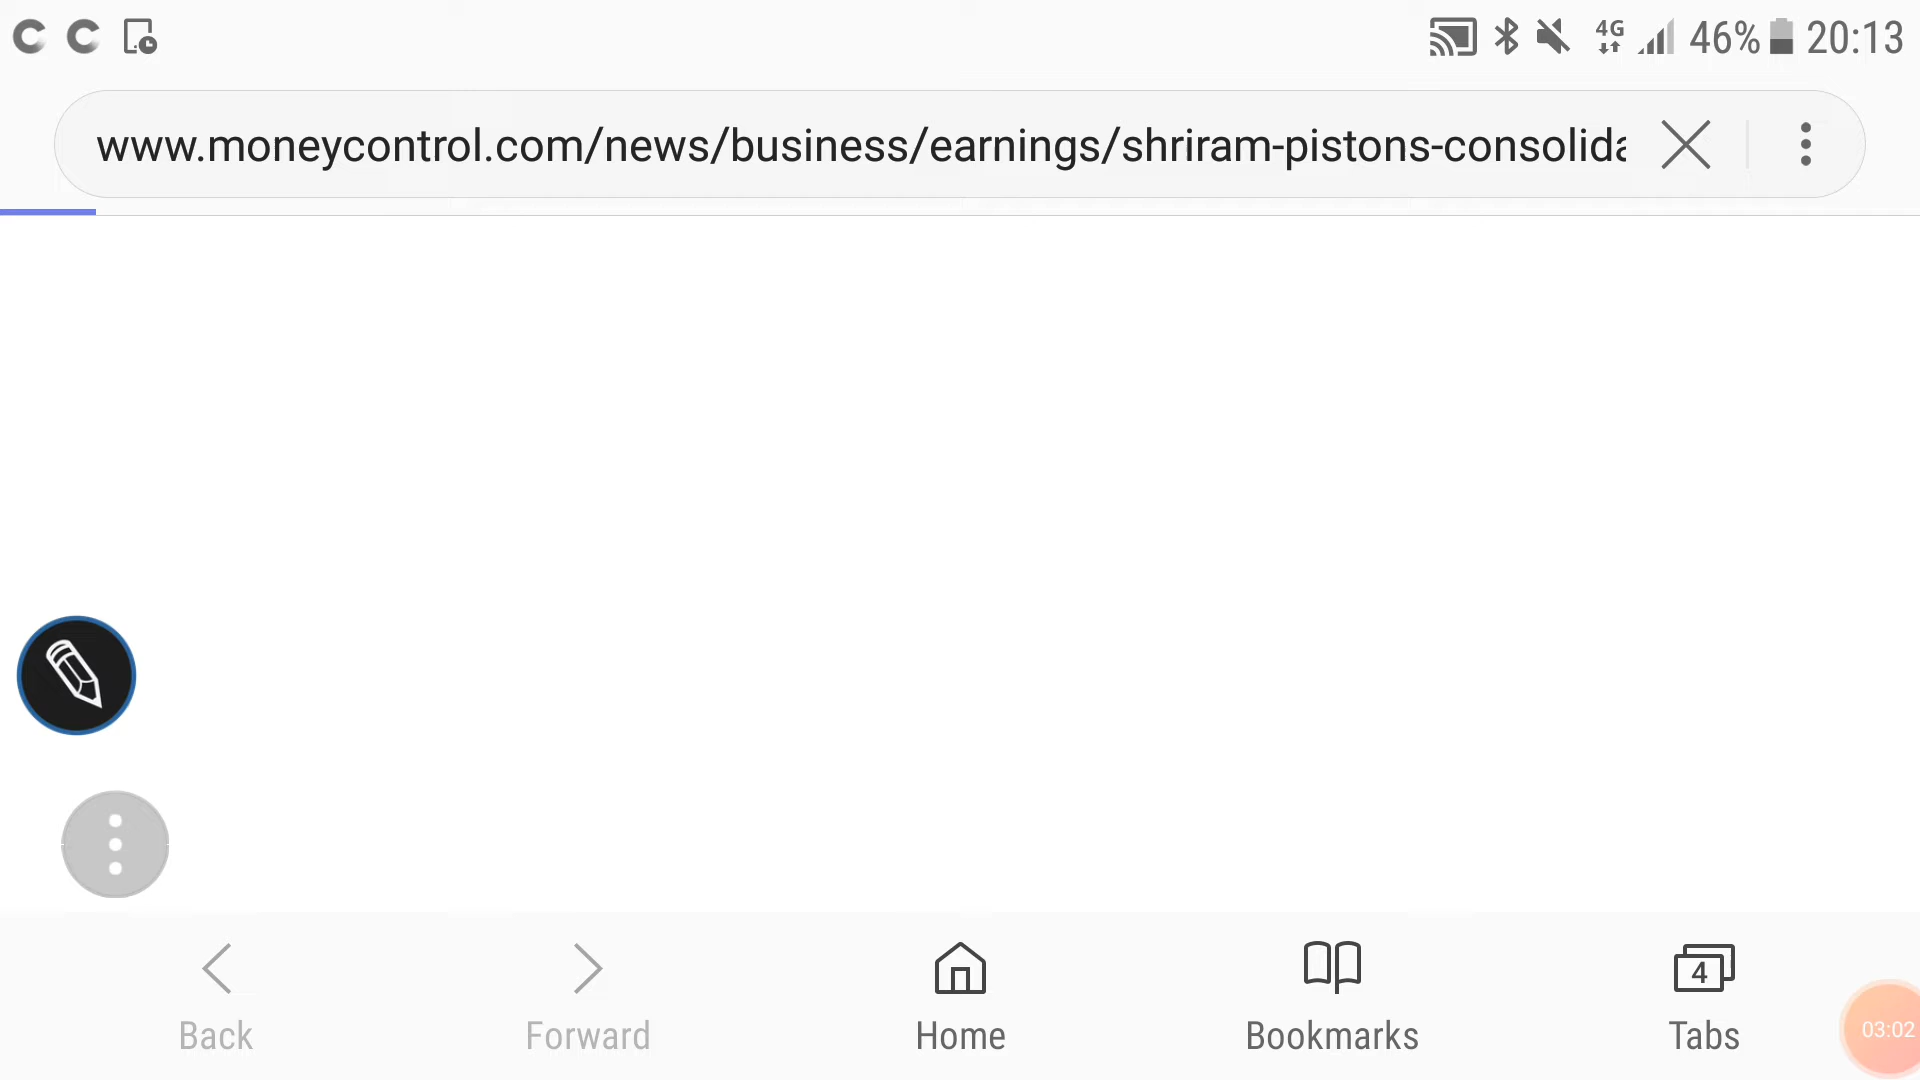 46% 20:13
4G
www.moneycontrol.com/news/business/earnings/shriram-pistons-consolida
4
Back Forward Home Bookmarks Tabs
03:02